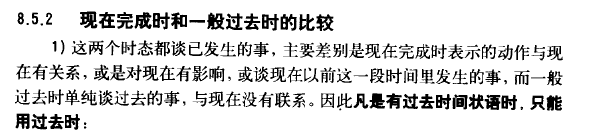 8.5.2 现在完成时和一般过去时的比较
1) 这两个时态都谈已发生的事，主要差别是现在完成时表示的动作与现
在有关系，或是对现在有影响，或谈现在以前这一段时间里发生的事，而一般
过去时单纯谈过去的事，与现在没有联系。因此凡是有过去时间状语时，只能
用过去时：